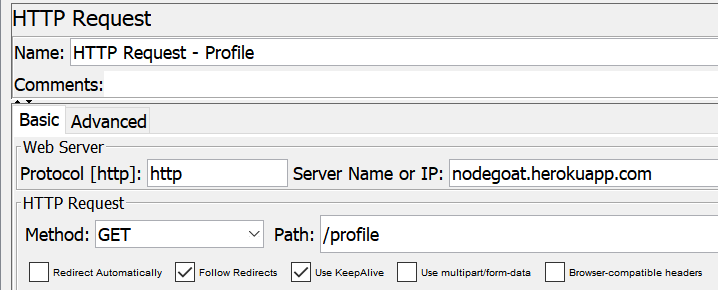 HTTP Request
Name: HTTP Request - Profile
Comments:
Basic Advanced
Web Server
Protocol [http]: http Server Name or IP: nodegoat.herokuapp.com
HTTP Request
Method: GET Path: /profile
Redirect Automatically Follow Redirects Use KeepAlive Use multipart/form-data Browser-compatible headers